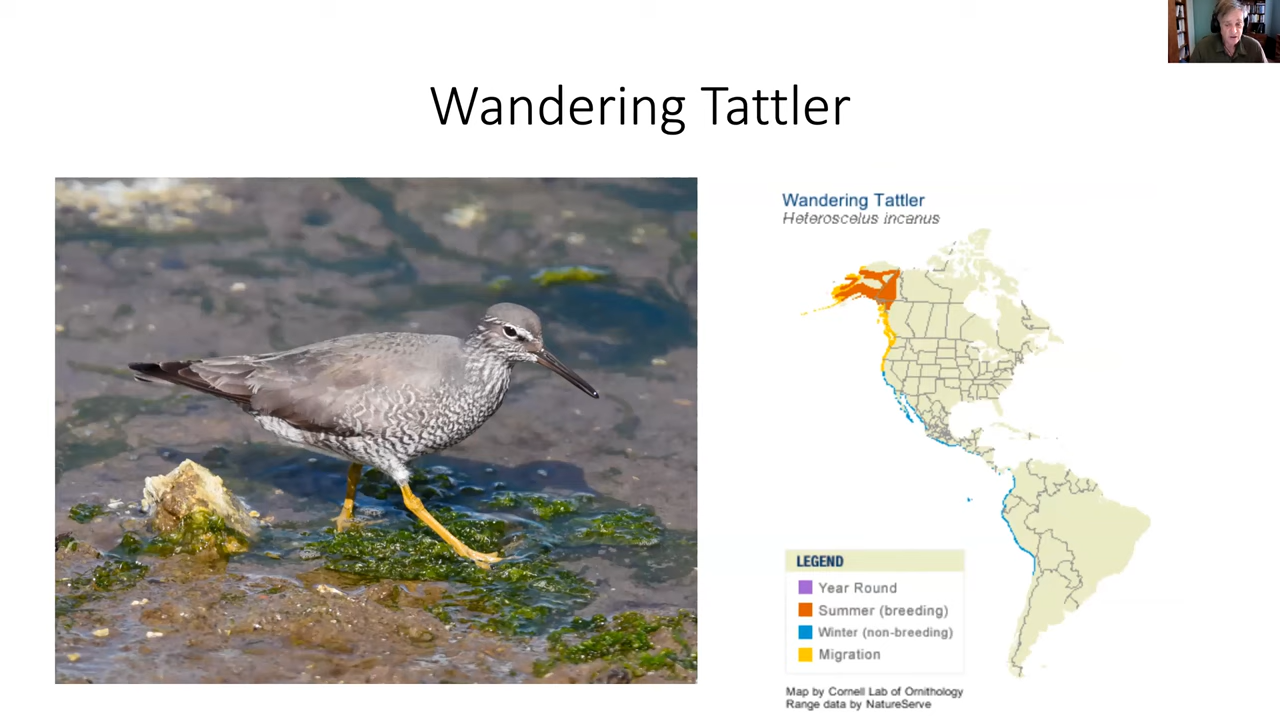 Wandering Tattler
Wandering Tattler
Heteroscelus incanus
LEGEND
Year Round
Summer (breeding)
Winter (non-breeding)
Migration
Map by Cornell Lab of Ornithology
Range data by NatureServe